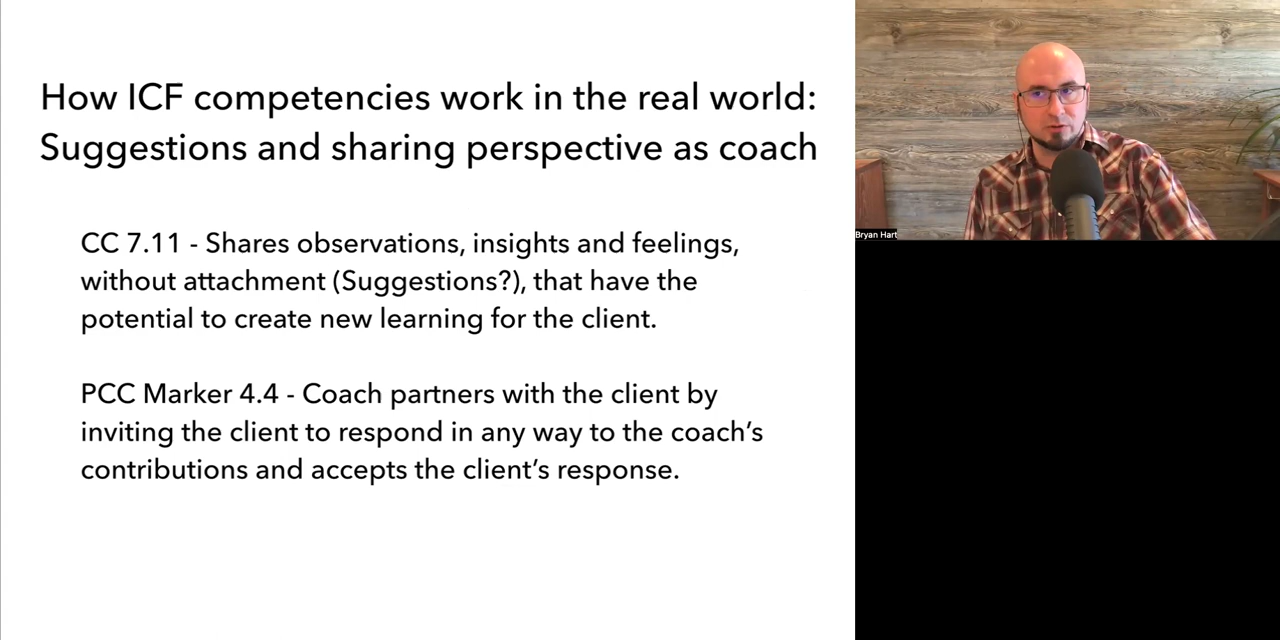 How ICF competencies work in the real world:
Suggestions and sharing perspective as coach
CC 7.11 - Shares observations, insights and feelings,
without attachment (Suggestions?), that have the
potential to create new learning for the client.
PCC Marker 4.4 - Coach partners with the client by
inviting the client to respond in any way to the coach’s
contributions and accepts the client’s response.
Bryan Hart